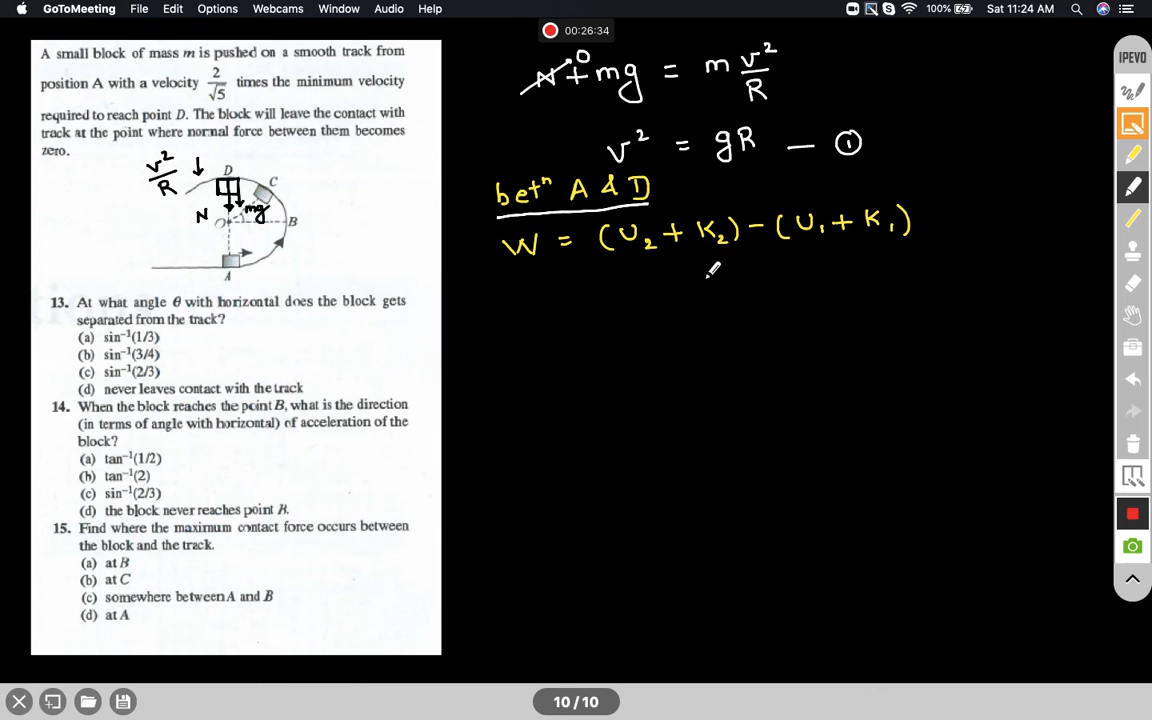 GoToMeeting File Edit Options Webcams Window Audio Help 100% Sat 11:24 AM
00:26:34
IPEVO
A small block of mass m is pushed on a smooth track from
position A with a velocity 2/√5 times the minimum velocity
required to reach point D. The block will leave the contact with
track at the point where normal force between them becomes
zero.
v²/R ↓ D
C
N mg
O B
A
13. At what angle θ with horizontal does the block gets
separated from the track?
(a) sin⁻¹(1/3)
(b) sin⁻¹(3/4)
(c) sin⁻¹(2/3)
(d) never leaves contact with the track
14. When the block reaches the point B, what is the direction
(in terms of angle with horizontal) of acceleration of the
block?
(a) tan⁻¹(1/2)
(b) tan⁻¹(2)
(c) sin⁻¹(2/3)
(d) the block never reaches point B.
15. Find where the maximum contact force occurs between
the block and the track.
(a) at B
(b) at C
(c) somewhere between A and B
(d) at A
N⁰ + mg = m v²/R
v² = gR — ①
betⁿ A & D
W = (U₂ + K₂) – (U₁ + K₁)
10 / 10